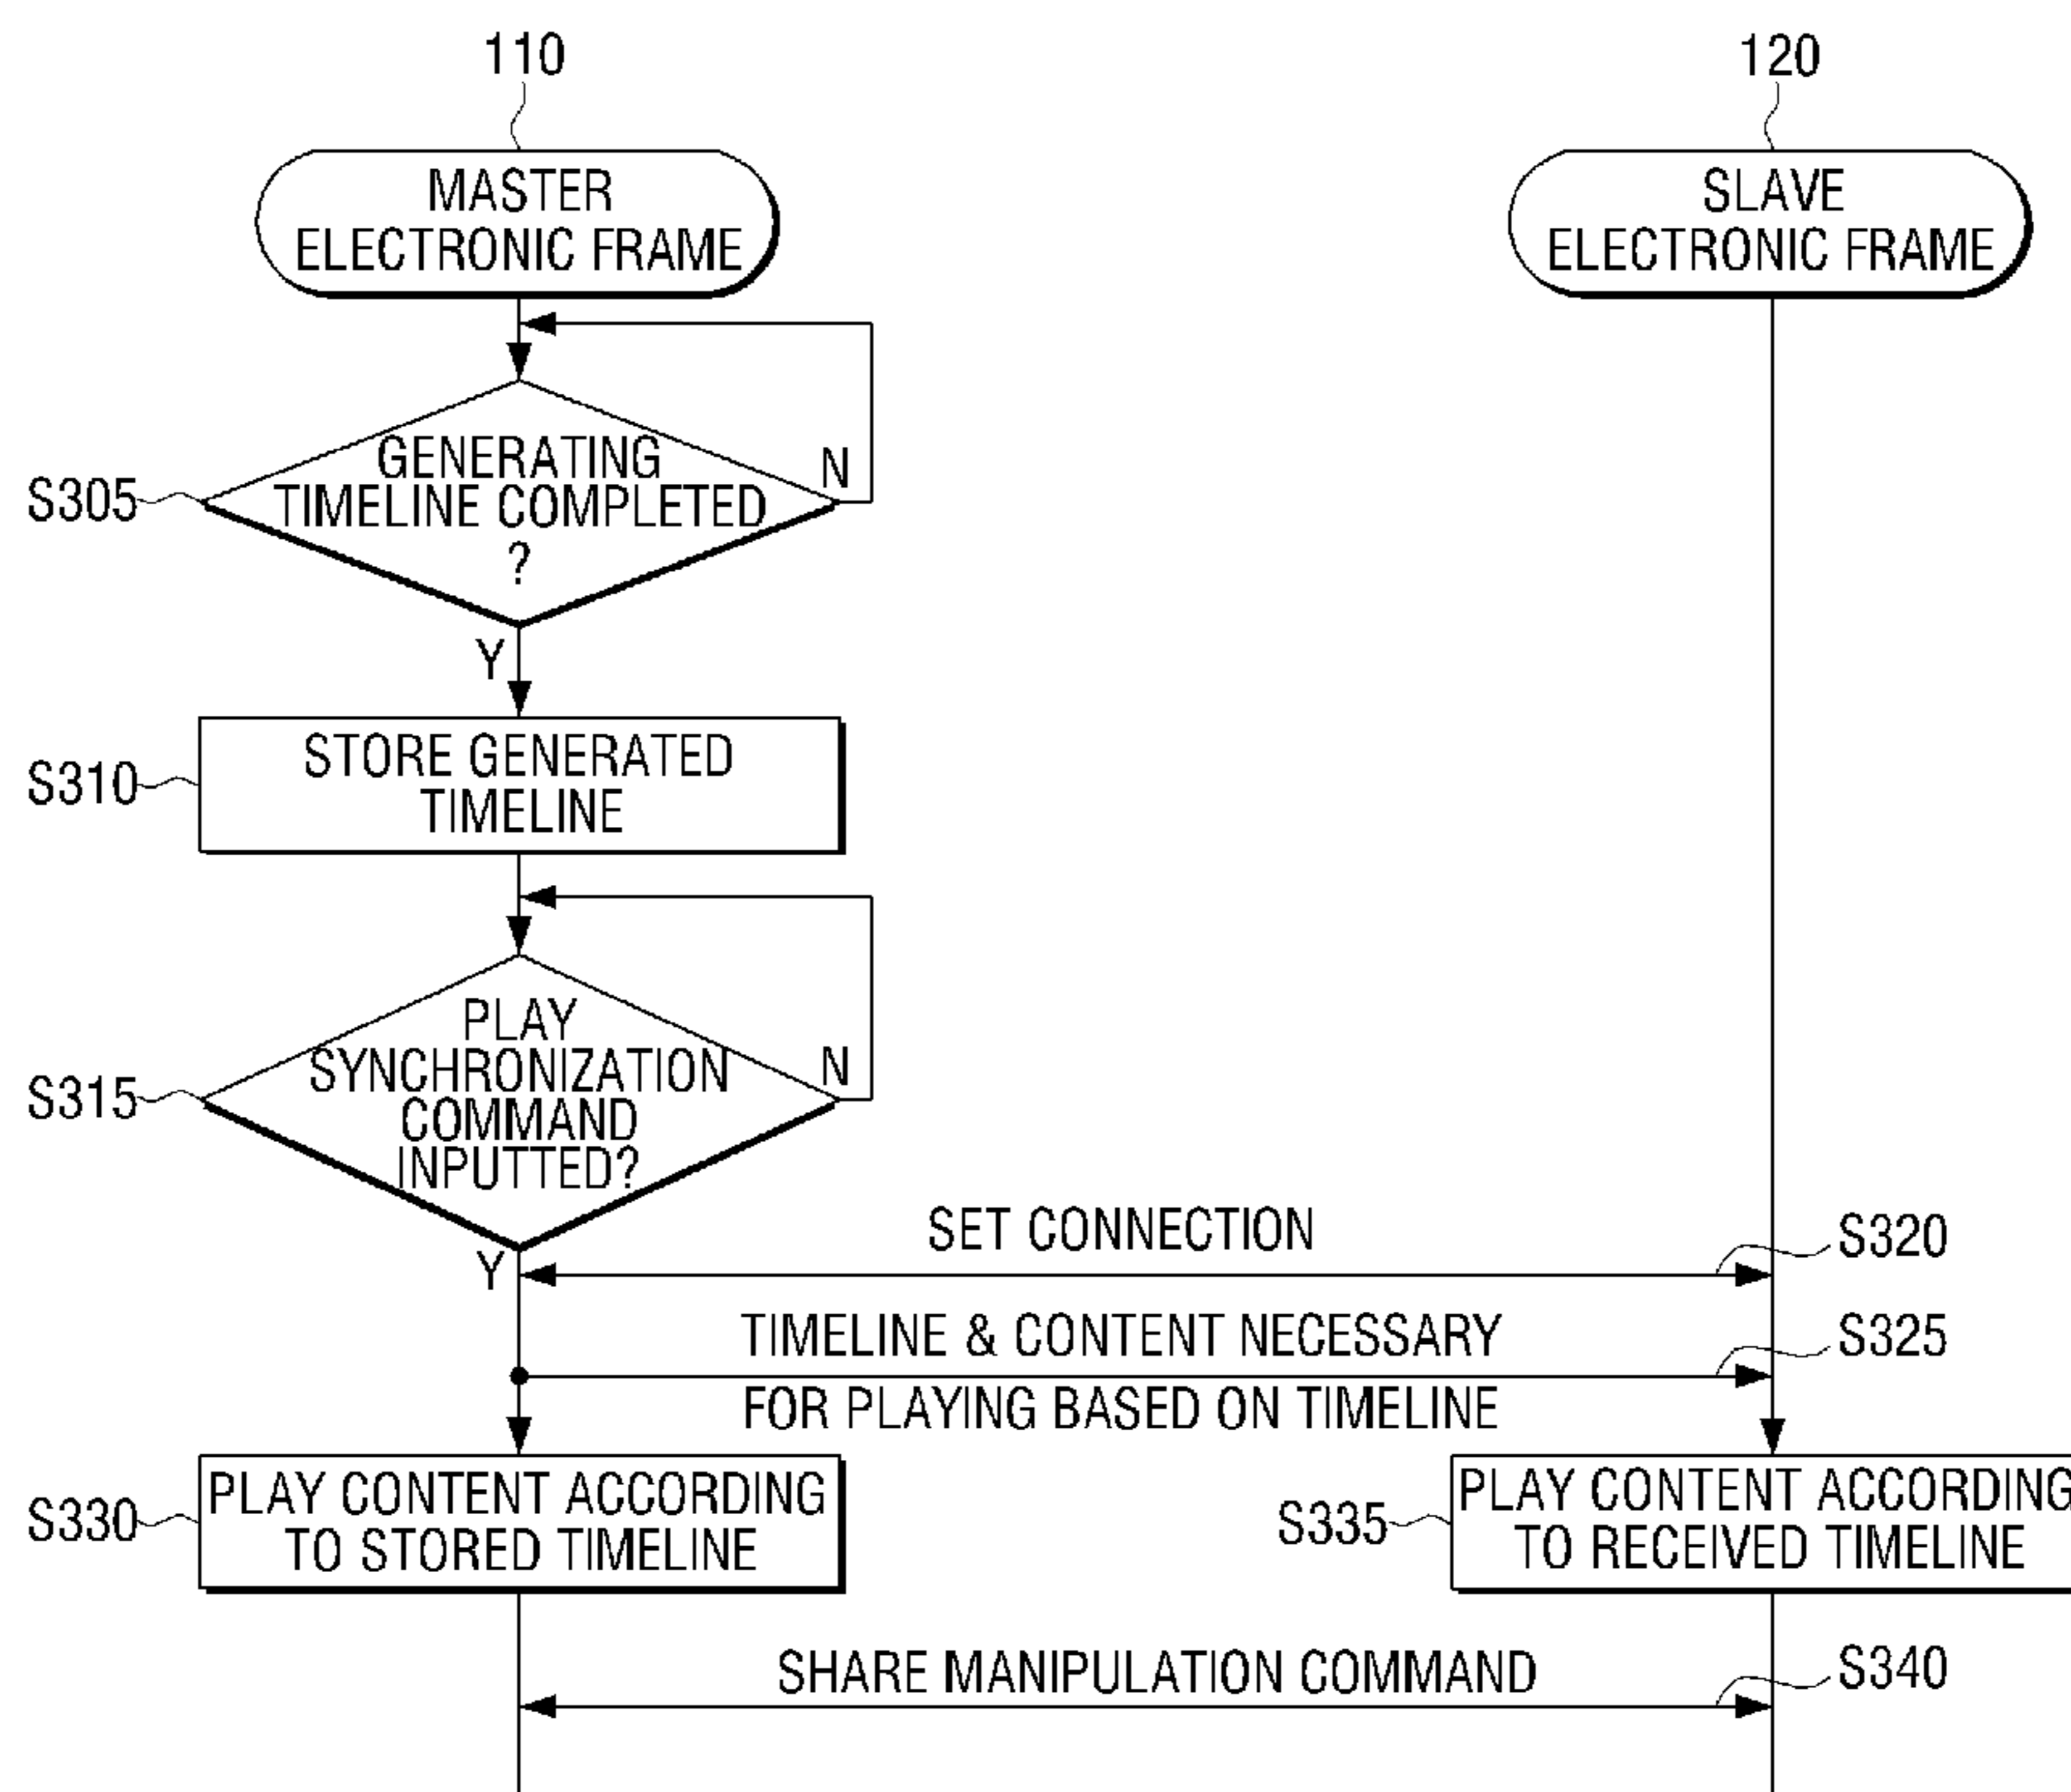 110
120
MASTER
ELECTRONIC FRAME
SLAVE
ELECTRONIC FRAME
S305
GENERATING
TIMELINE COMPLETED
?
N
Y
S310
STORE GENERATED
TIMELINE
S315
PLAY
SYNCHRONIZATION
COMMAND
INPUTTED?
N
Y
SET CONNECTION
S320
TIMELINE & CONTENT NECESSARY
FOR PLAYING BASED ON TIMELINE
S325
S330
PLAY CONTENT ACCORDING
TO STORED TIMELINE
S335
PLAY CONTENT ACCORDING
TO RECEIVED TIMELINE
SHARE MANIPULATION COMMAND
S340